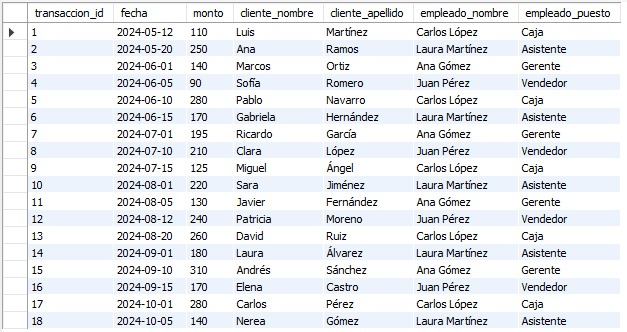 transaccion_id fecha monto cliente_nombre cliente_apellido empleado_nombre empleado_puesto
1 2024-05-12 110 Luis Martínez Carlos López Caja
2 2024-05-20 250 Ana Ramos Laura Martínez Asistente
3 2024-06-01 140 Marcos Ortiz Ana Gómez Gerente
4 2024-06-05 90 Sofía Romero Juan Pérez Vendedor
5 2024-06-10 280 Pablo Navarro Carlos López Caja
6 2024-06-15 170 Gabriela Hernández Laura Martínez Asistente
7 2024-07-01 195 Ricardo García Ana Gómez Gerente
8 2024-07-10 210 Clara López Juan Pérez Vendedor
9 2024-07-15 125 Miguel Ángel Carlos López Caja
10 2024-08-01 220 Sara Jiménez Laura Martínez Asistente
11 2024-08-05 130 Javier Fernández Ana Gómez Gerente
12 2024-08-12 240 Patricia Moreno Juan Pérez Vendedor
13 2024-08-20 260 David Ruiz Carlos López Caja
14 2024-09-01 180 Laura Álvarez Laura Martínez Asistente
15 2024-09-10 310 Andrés Sánchez Ana Gómez Gerente
16 2024-09-15 170 Elena Castro Juan Pérez Vendedor
17 2024-10-01 280 Carlos Pérez Carlos López Caja
18 2024-10-05 140 Nerea Gómez Laura Martínez Asistente